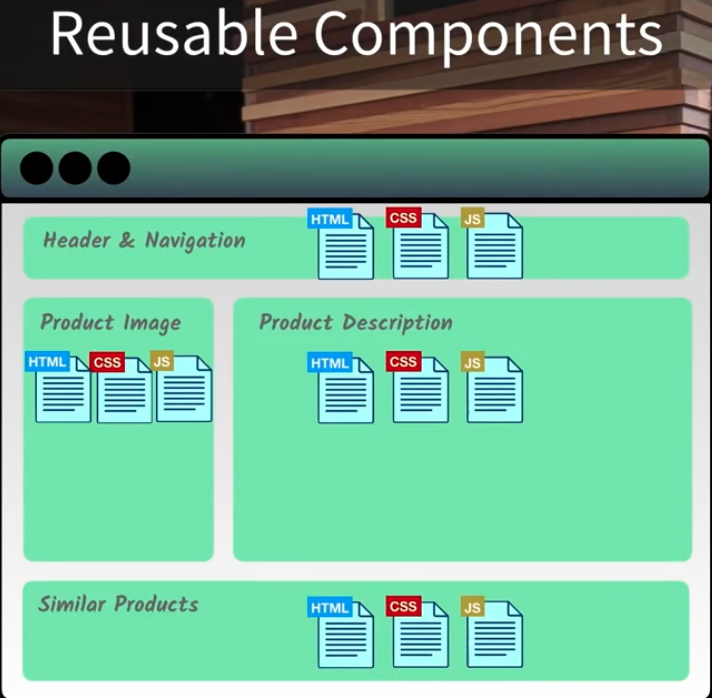 Reusable Components
HTML CSS JS
Header & Navigation
Product Image
HTML CSS JS
Product Description
HTML CSS JS
Similar Products
HTML CSS JS